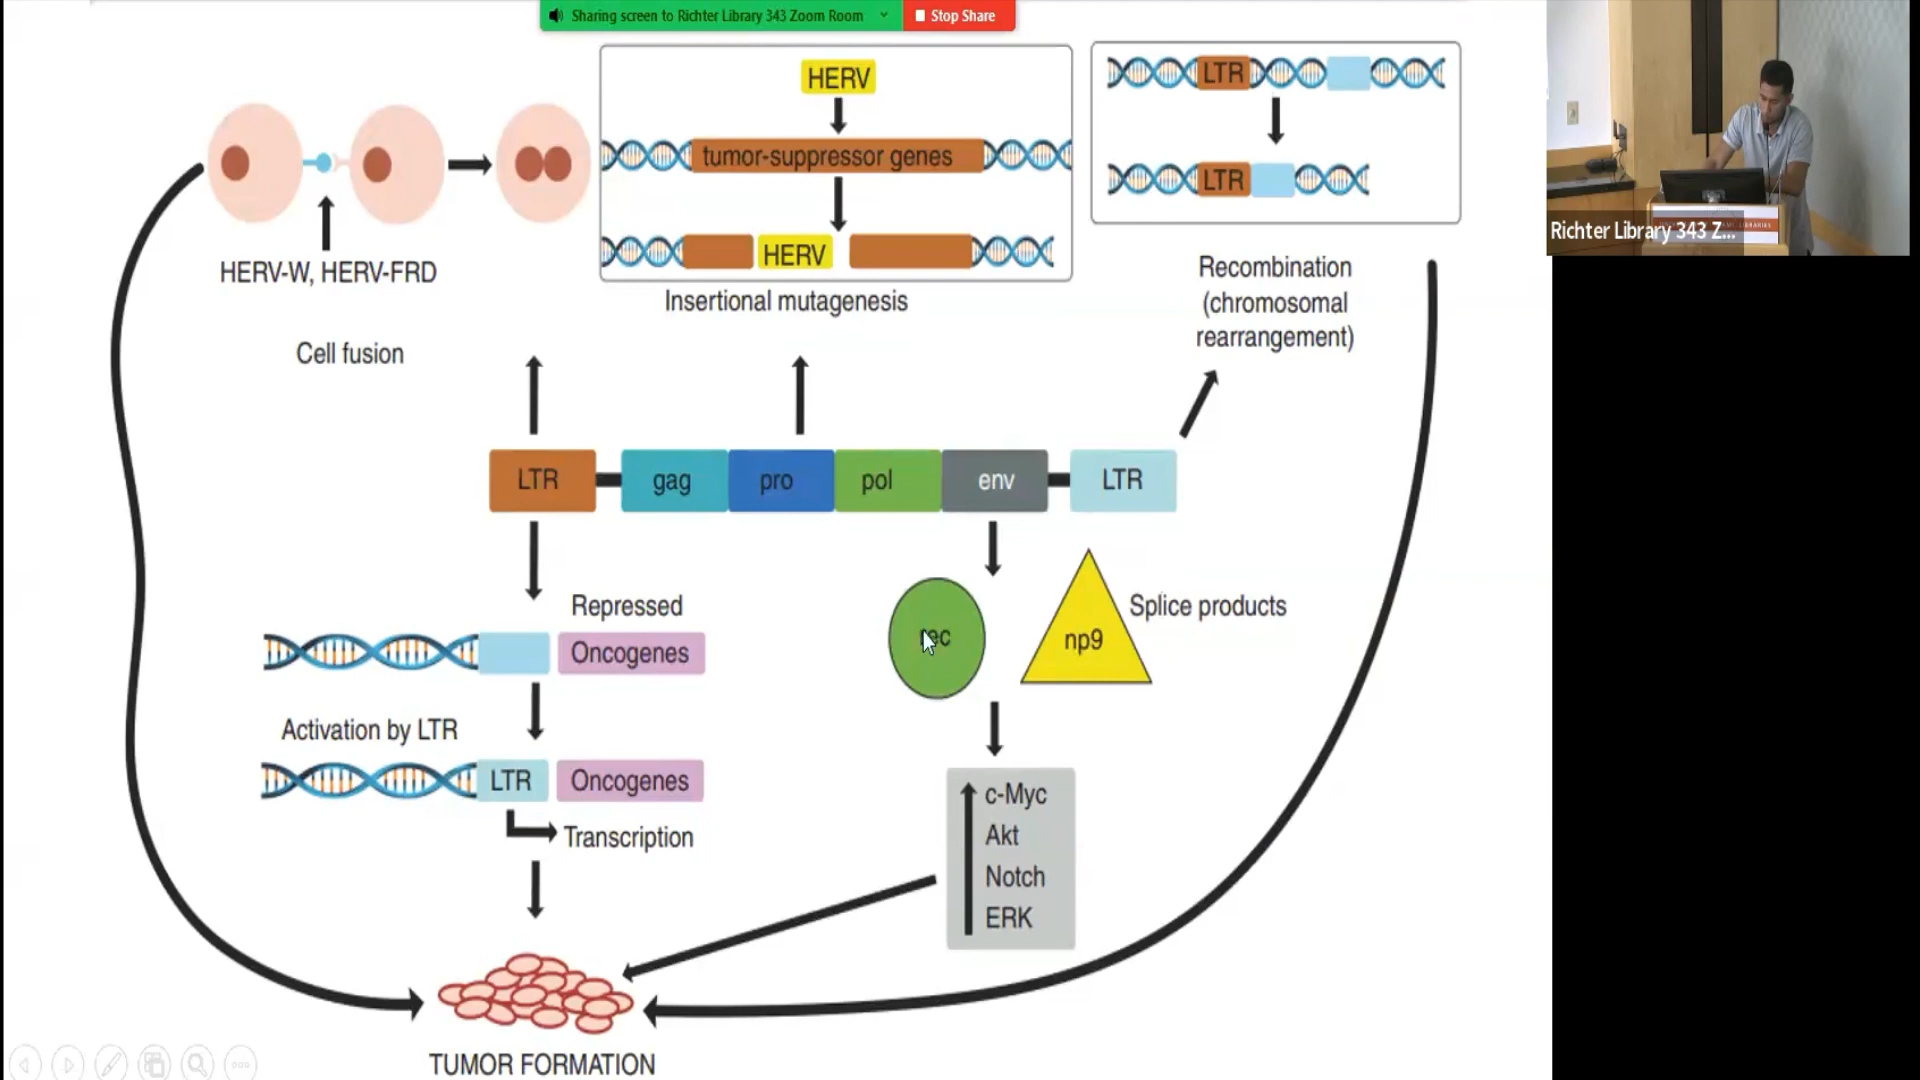 Sharing screen to Richter Library 343 Zoom Room
Stop Share
HERV
tumor-suppressor genes
HERV
Insertional mutagenesis
LTR
LTR
Recombination
(chromosomal
rearrangement)
HERV-W, HERV-FRD
Cell fusion
LTR
gag
pro
pol
env
LTR
Repressed
Oncogenes
Activation by LTR
LTR
Oncogenes
Transcription
rec
np9
Splice products
c-Myc
Akt
Notch
ERK
TUMOR FORMATION
Richter Library 343 Z...